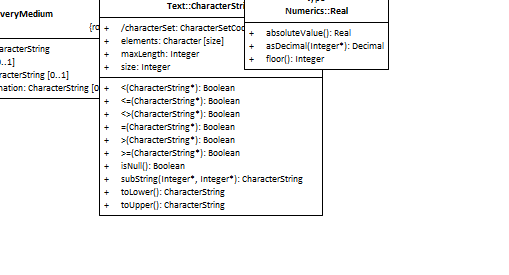 veryMedium
{ro
aracterString
..1]
racterString [0..1]
nation: CharacterString [0
Text::CharacterStri
+ /characterSet: CharacterSetCod
+ elements: Character [size]
+ maxLength: Integer
+ size: Integer
+ <(CharacterString*): Boolean
+ <=(CharacterString*): Boolean
+ <>(CharacterString*): Boolean
+ =(CharacterString*): Boolean
+ >(CharacterString*): Boolean
+ >=(CharacterString*): Boolean
+ isNull(): Boolean
+ subString(Integer*, Integer*): CharacterString
+ toLower(): CharacterString
+ toUpper(): CharacterString
Numerics::Real
+ absoluteValue(): Real
+ asDecimal(Integer*): Decimal
+ floor(): Integer